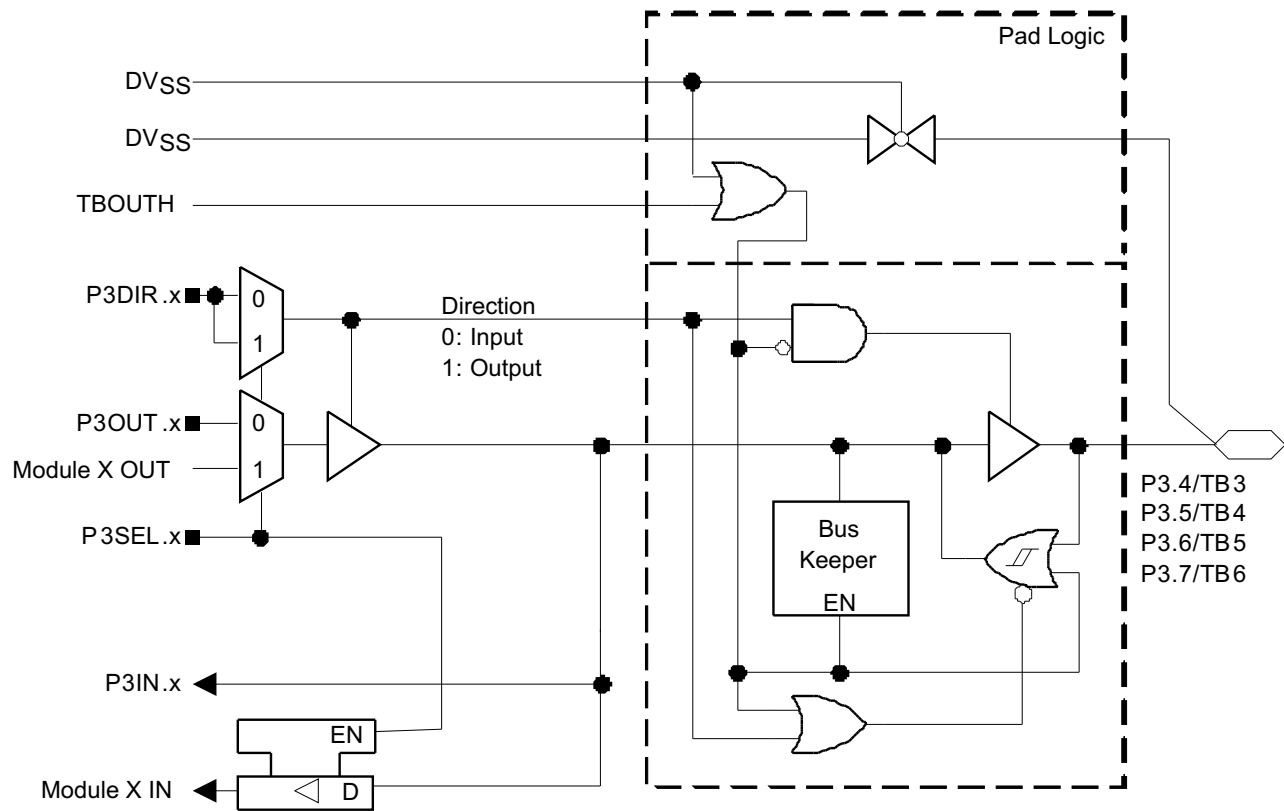 Pad Logic
DVSS
DVSS
TBOUTH
P3DIR.x
0
1
Direction
0: Input
1: Output
P3OUT.x
0
Module X OUT
1
P3SEL.x
Bus
Keeper
EN
P3.4/TB3
P3.5/TB4
P3.6/TB5
P3.7/TB6
P3IN.x
EN
Module X IN
D